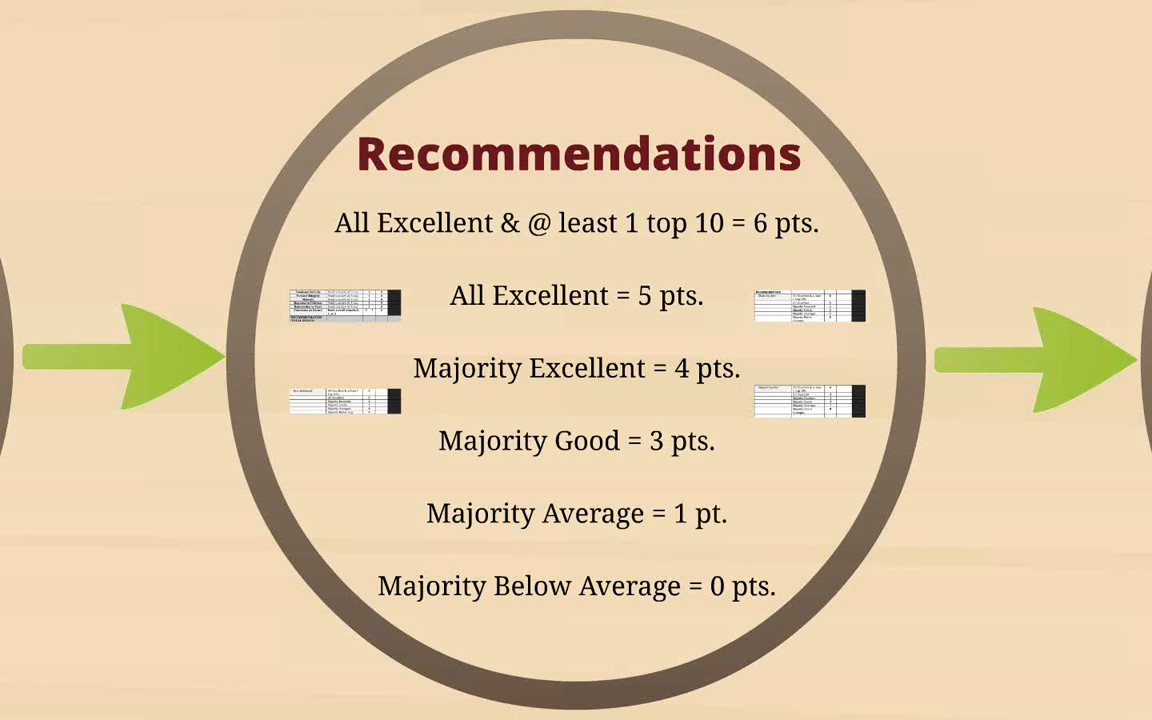 Recommendations
All Excellent & @ least 1 top 10 = 6 pts.
All Excellent = 5 pts.
Majority Excellent = 4 pts.
Majority Good = 3 pts.
Majority Average = 1 pt.
Majority Below Average = 0 pts.